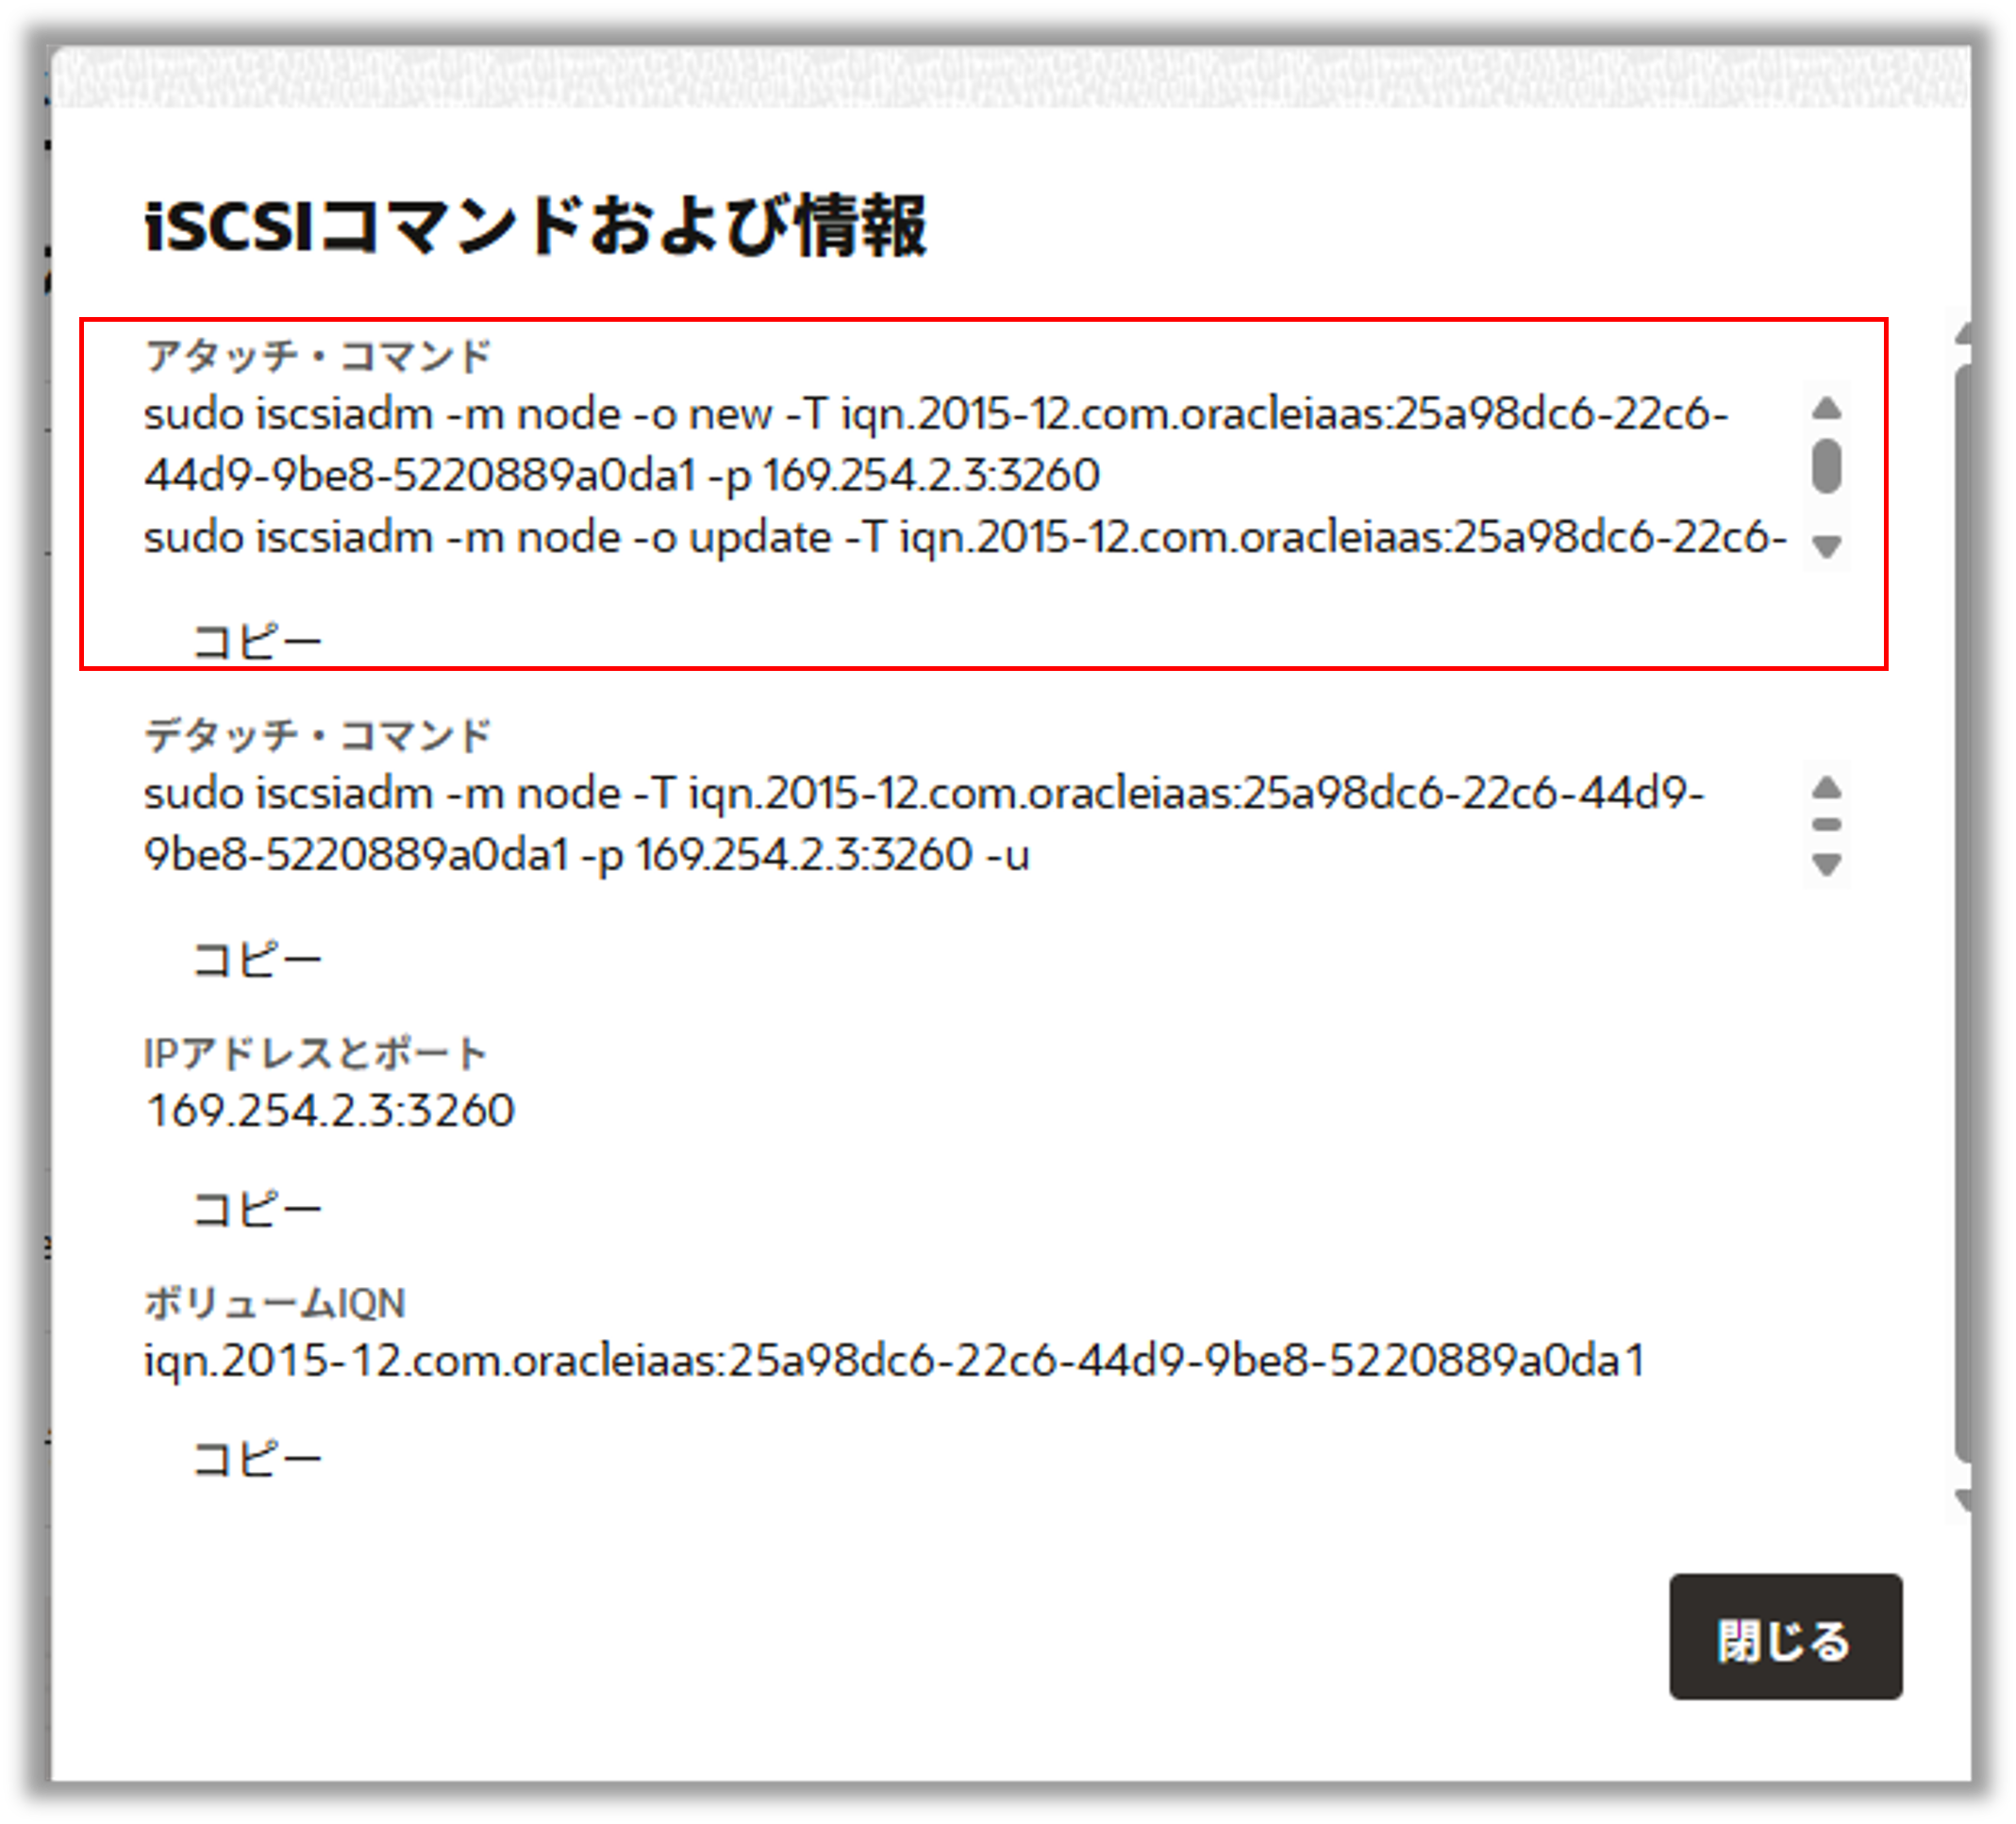 iSCSIコマンドおよび情報
アタッチ・コマンド
sudo iscsiadm -m node -o new -T iqn.2015-12.com.oracleiaas:25a98dc6-22c6-
44d9-9be8-5220889a0da1 -p 169.254.2.3:3260
sudo iscsiadm -m node -o update -T iqn.2015-12.com.oracleiaas:25a98dc6-22c6-
コピー
デタッチ・コマンド
sudo iscsiadm -m node -T iqn.2015-12.com.oracleiaas:25a98dc6-22c6-44d9-
9be8-5220889a0da1 -p 169.254.2.3:3260 -u
コピー
IPアドレスとポート
169.254.2.3:3260
コピー
ボリュームIQN
iqn.2015-12.com.oracleiaas:25a98dc6-22c6-44d9-9be8-5220889a0da1
コピー
閉じる